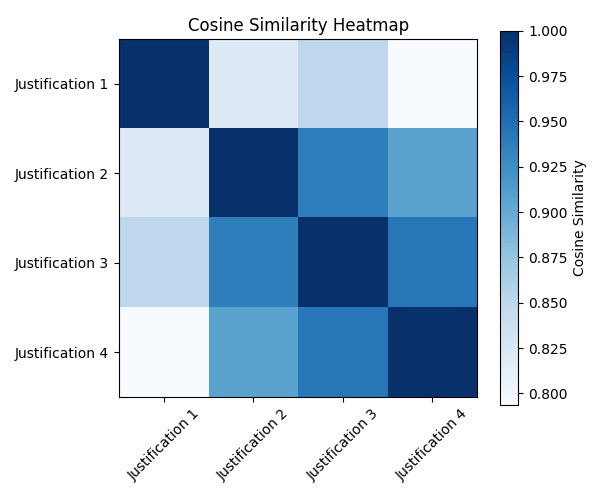 Cosine Similarity Heatmap
Justification 1
Justification 2
Justification 3
Justification 4
Justification 1
Justification 2
Justification 3
Justification 4
1.000
0.975
0.950
0.925
0.900
0.875
0.850
0.825
0.800
Cosine Similarity